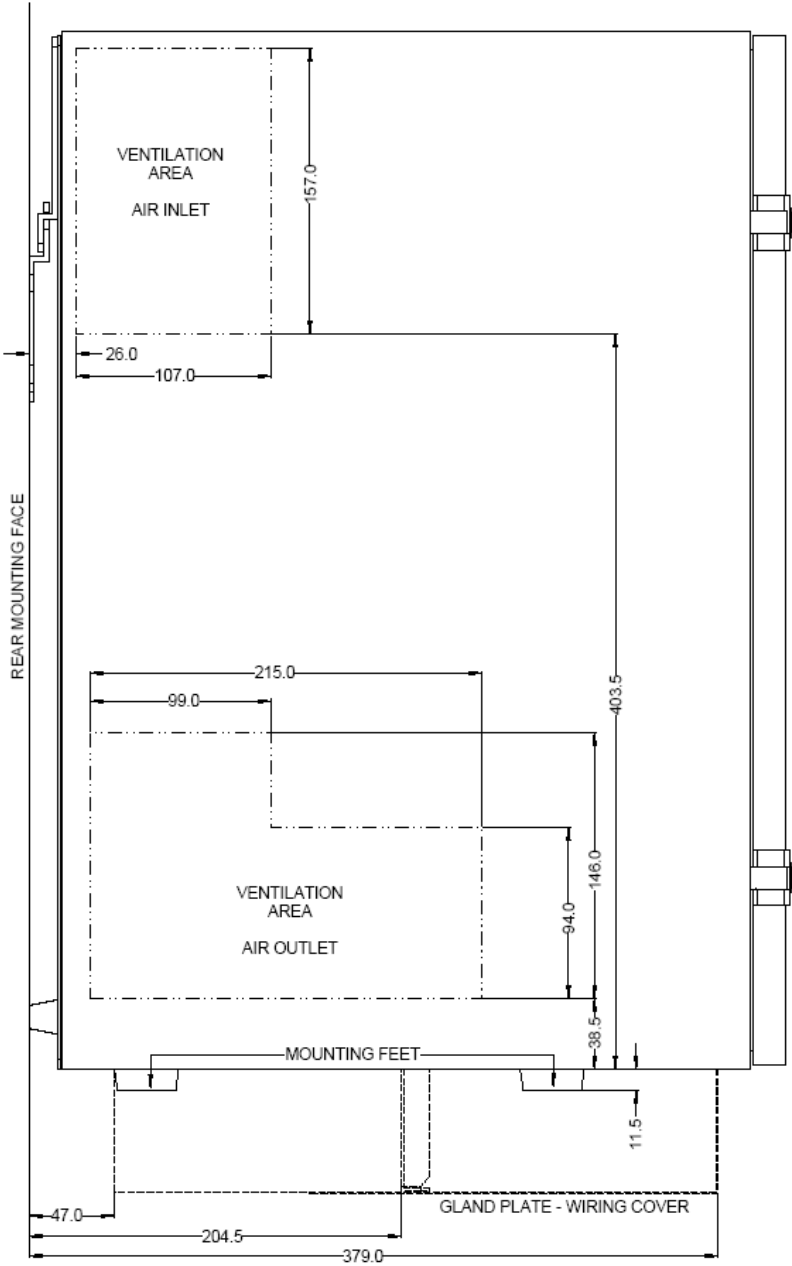 VENTILATION
AREA
AIR INLET
157.0
26.0
107.0
REAR MOUNTING FACE
215.0
99.0
403.5
146.0
94.0
VENTILATION
AREA
AIR OUTLET
38.5
MOUNTING FEET
11.5
GLAND PLATE - WIRING COVER
47.0
204.5
379.0